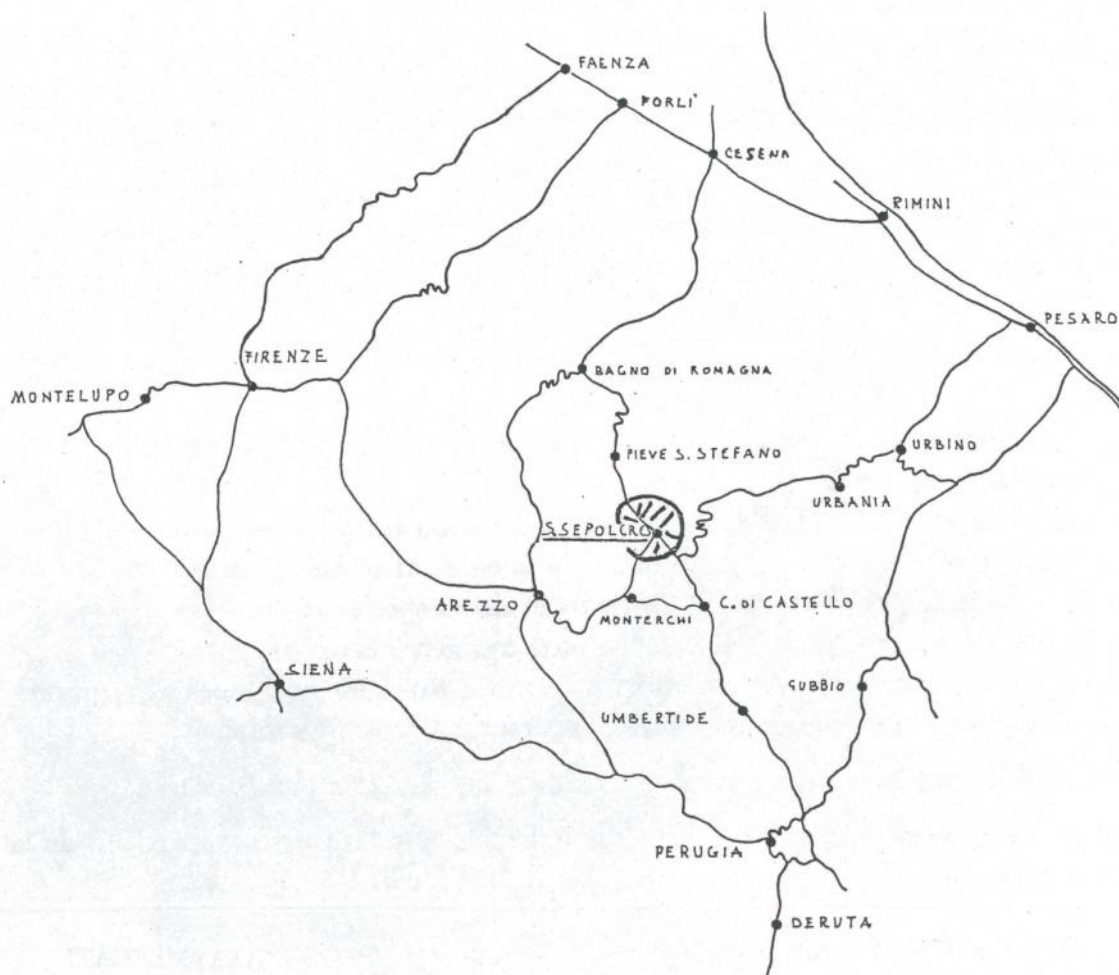 FAENZA
FORLI'
CESENA
RIMINI
PESARO
FIRENZE
MONTELUPO
BAGNO DI ROMAGNA
PIEVE S. STEFANO
URBINO
URBANIA
S. SEPOLCRO
AREZZO
MONTERCHI
C. DI CASTELLO
SIENA
GUBBIO
UMBERTIDE
PERUGIA
DERUTA